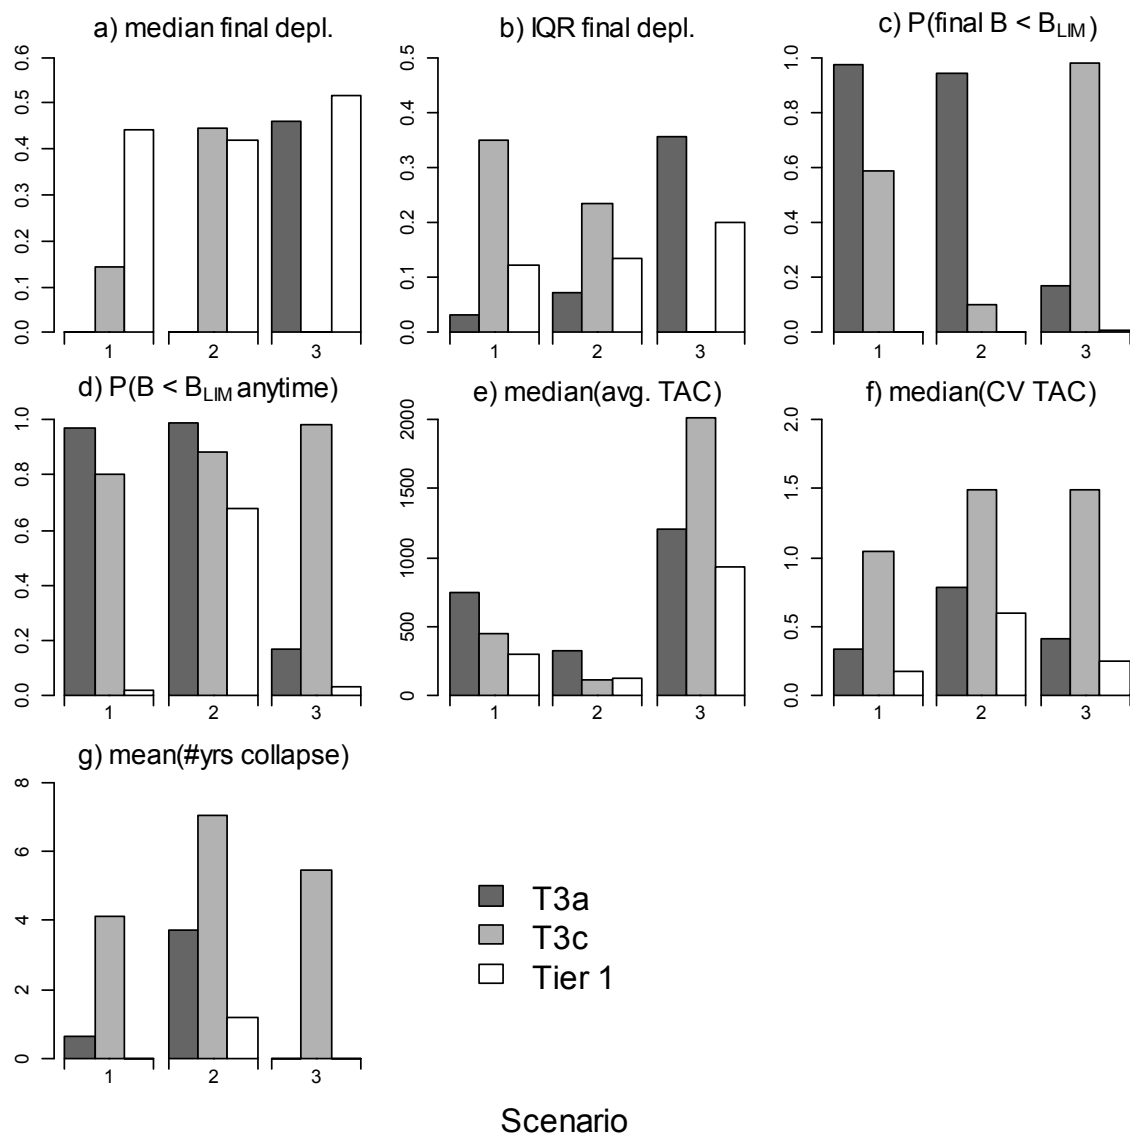 a) median final depl.
0.0 0.1 0.2 0.3 0.4 0.5 0.6
1 2 3
b) IQR final depl.
0.0 0.1 0.2 0.3 0.4 0.5
1 2 3
c) P(final B < BLIM)
0.0 0.2 0.4 0.6 0.8 1.0
1 2 3
d) P(B < BLIM anytime)
0.0 0.2 0.4 0.6 0.8 1.0
1 2 3
e) median(avg. TAC)
0 500 1000 1500 2000
1 2 3
f) median(CV TAC)
0.0 0.5 1.0 1.5 2.0
1 2 3
g) mean(#yrs collapse)
0 2 4 6 8
1 2 3
T3a
T3c
Tier 1
Scenario